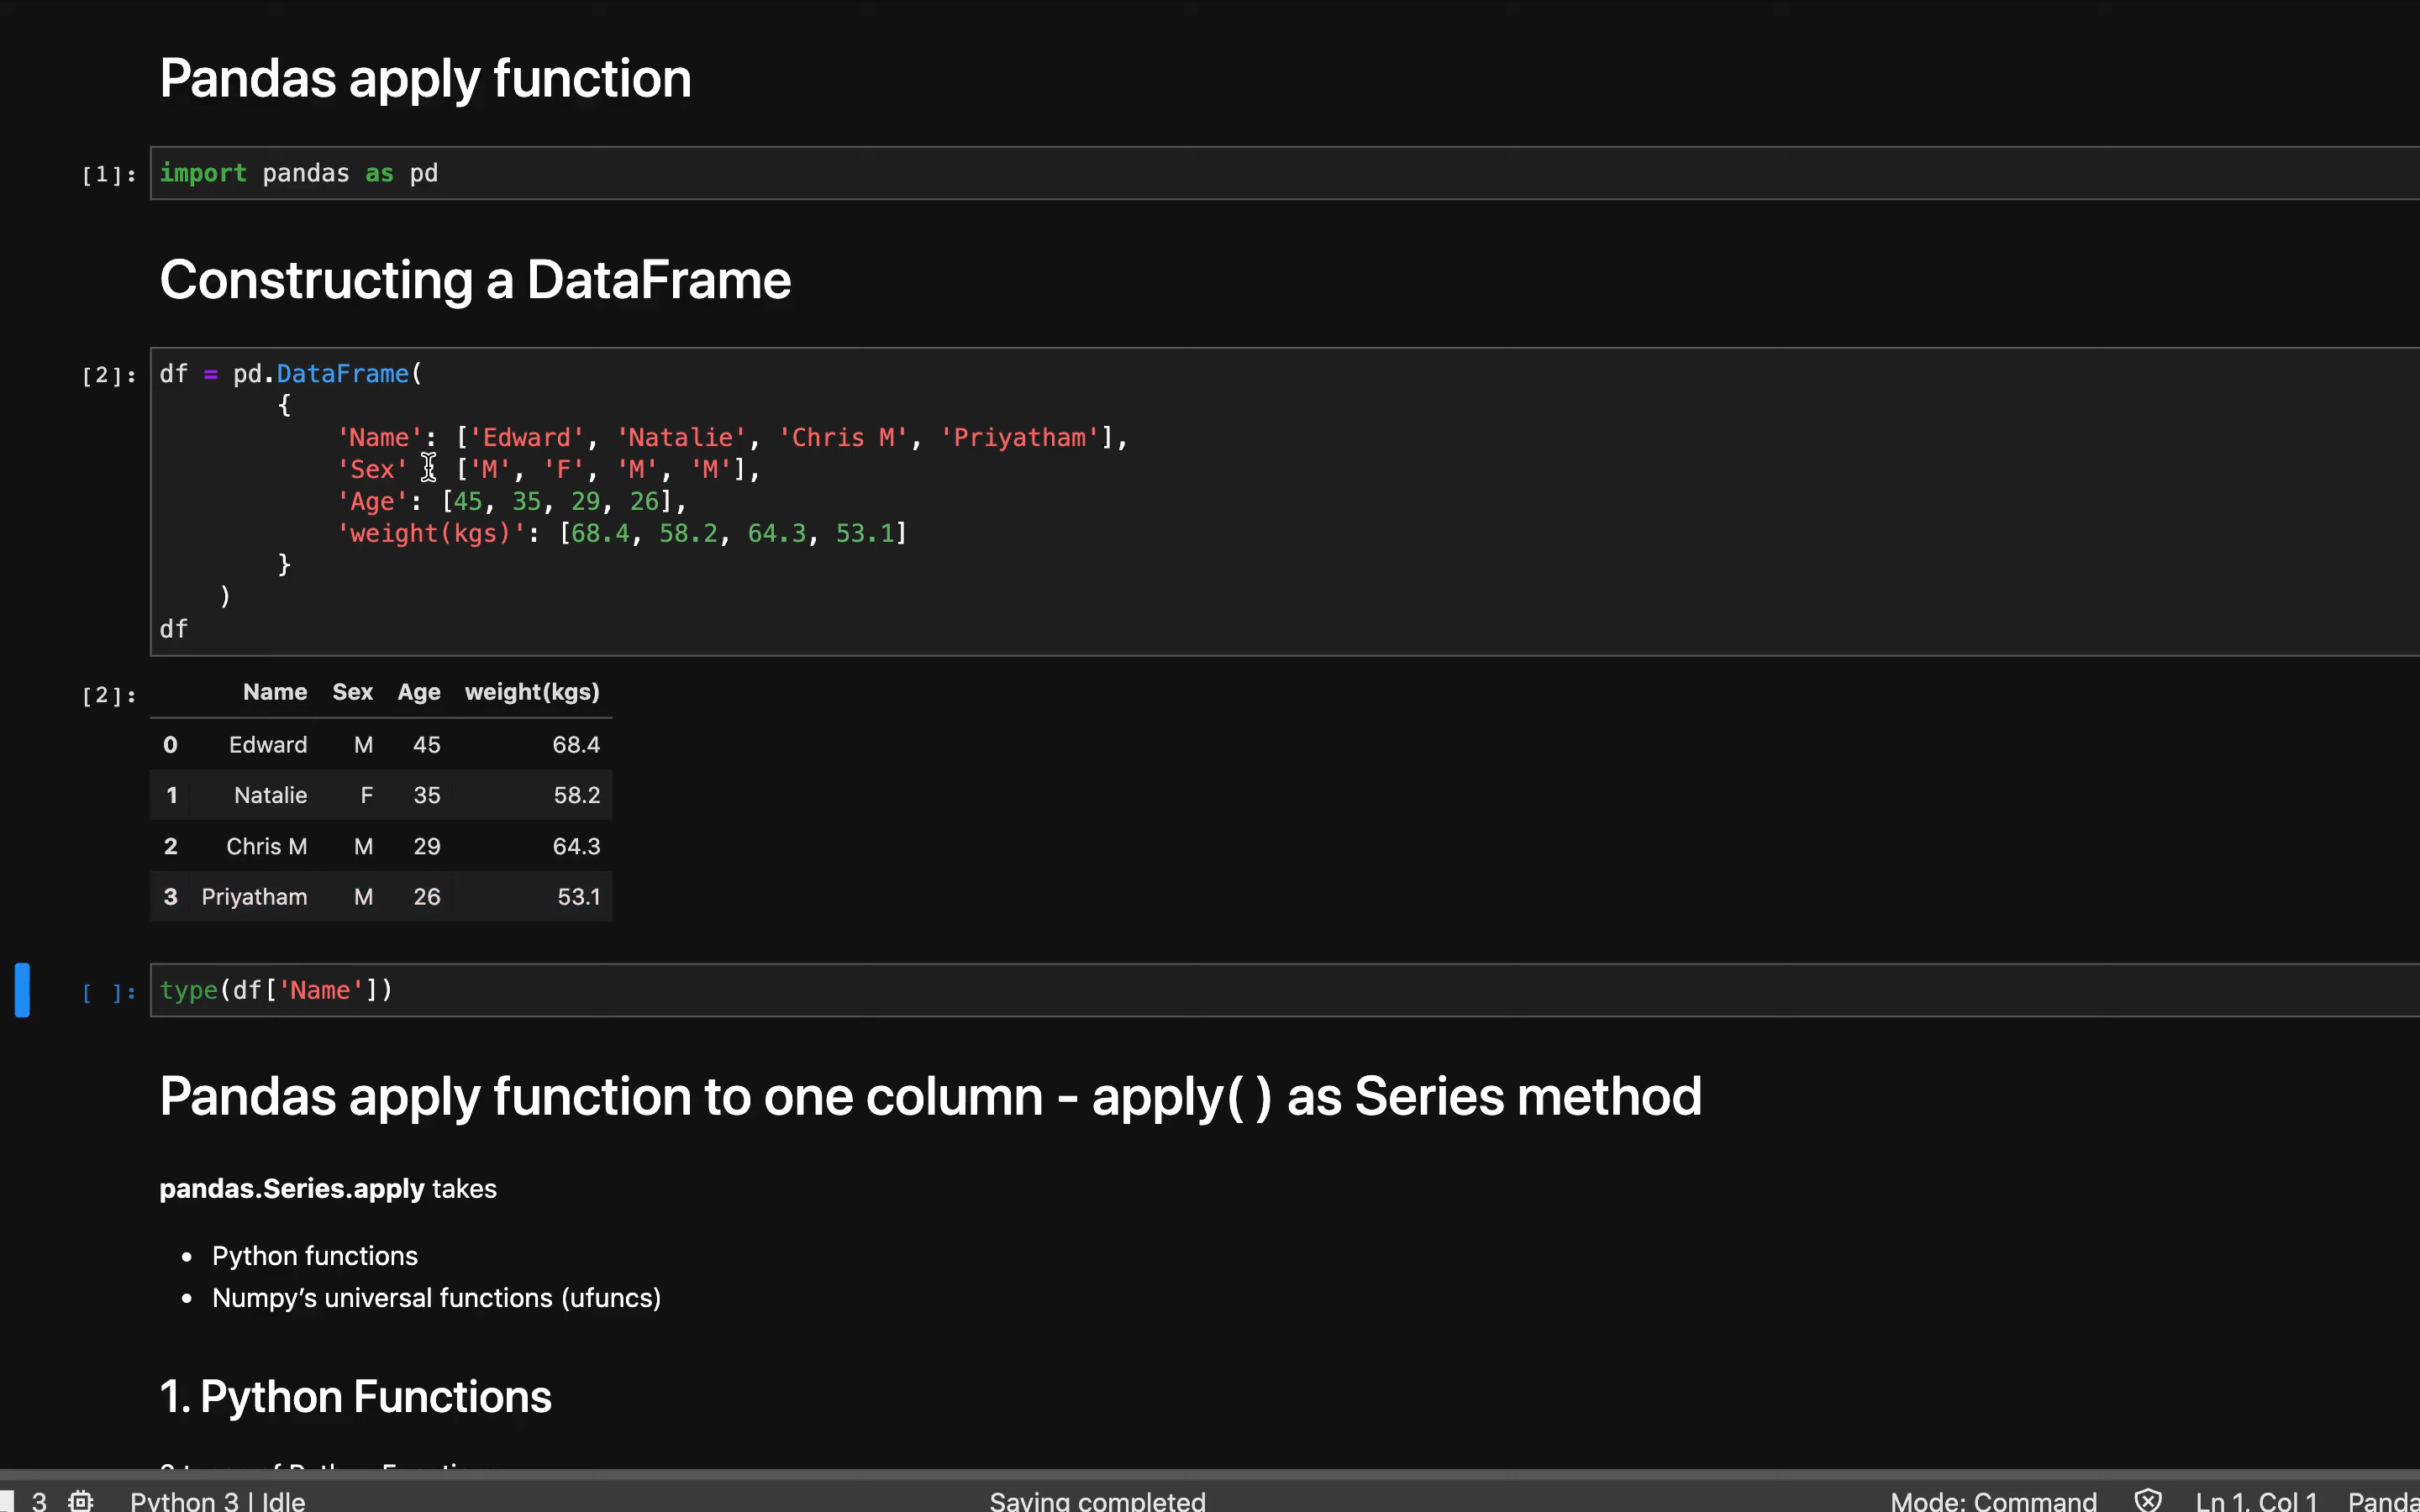 Pandas apply function
[1]: import pandas as pd
Constructing a DataFrame
[2]: df = pd.DataFrame(
{
'Name': ['Edward', 'Natalie', 'Chris M', 'Priyatham'],
'Sex' : ['M', 'F', 'M', 'M'],
'Age': [45, 35, 29, 26],
'weight(kgs)': [68.4, 58.2, 64.3, 53.1]
}
)
df
[2]: Name Sex Age weight(kgs)
0 Edward M 45 68.4
1 Natalie F 35 58.2
2 Chris M M 29 64.3
3 Priyatham M 26 53.1
[ ]: type(df['Name'])
Pandas apply function to one column - apply( ) as Series method
pandas.Series.apply takes
• Python functions
• Numpy’s universal functions (ufuncs)
1. Python Functions
3 Python 3 | Idle Saving completed Mode: Command Ln 1, Col 1 Panda